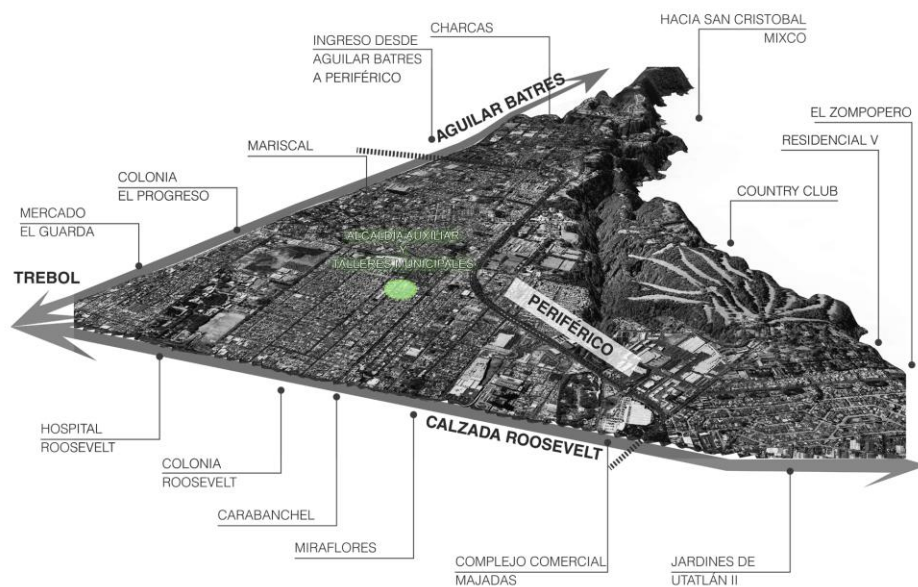 HACIA SAN CRISTOBAL
MIXCO
CHARCAS
INGRESO DESDE
AGUILAR BATRES
A PERIFÉRICO
EL ZOMPOPERO
RESIDENCIAL V
AGUILAR BATRES
MARISCAL
COLONIA
EL PROGRESO
COUNTRY CLUB
MERCADO
EL GUARDA
ALCALDÍA AUXILIAR
Y
TALLERES MUNICIPALES
TREBOL
PERIFÉRICO
HOSPITAL
ROOSEVELT
CALZADA ROOSEVELT
COLONIA
ROOSEVELT
CARABANCHEL
MIRAFLORES
COMPLEJO COMERCIAL
MAJADAS
JARDINES DE
UTATLÁN II